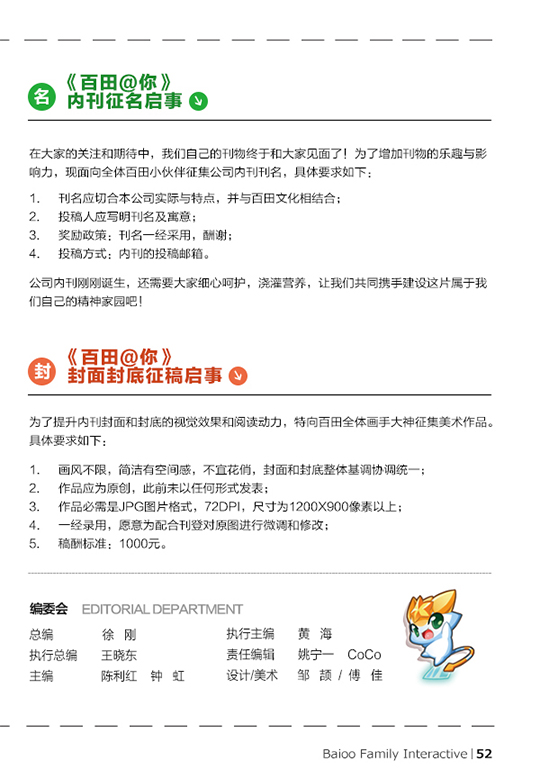 名
《百田@你》
内刊征名启事
在大家的关注和期待中，我们自己的刊物终于和大家见面了！为了增加刊物的乐趣与影
响力，现面向全体百田小伙伴征集公司内刊刊名，具体要求如下：
1. 刊名应切合本公司实际与特点，并与百田文化相结合；
2. 投稿人应写明刊名及寓意；
3. 奖励政策：刊名一经采用，酬谢；
4. 投稿方式：内刊的投稿邮箱。
公司内刊刚刚诞生，还需要大家细心呵护，浇灌营养，让我们共同携手建设这片属于我
们自己的精神家园吧！
封
《百田@你》
封面封底征稿启事
为了提升内刊封面和封底的视觉效果和阅读动力，特向百田全体画手大神征集美术作品。
具体要求如下：
1. 画风不限，简洁有空间感，不宜花俏，封面和封底整体基调协调统一；
2. 作品应为原创，此前未以任何形式发表；
3. 作品必需是JPG图片格式，72DPI，尺寸为1200X900像素以上；
4. 一经录用，愿意为配合刊登对原图进行微调和修改；
5. 稿酬标准：1000元。
编委会 EDITORIAL DEPARTMENT
总编 徐 刚 执行主编 黄 海
执行总编 王晓东 责任编辑 姚宁一 CoCo
主编 陈利红 钟 虹 设计/美术 邹 颉 / 傅 佳
Baioo Family Interactive | 52